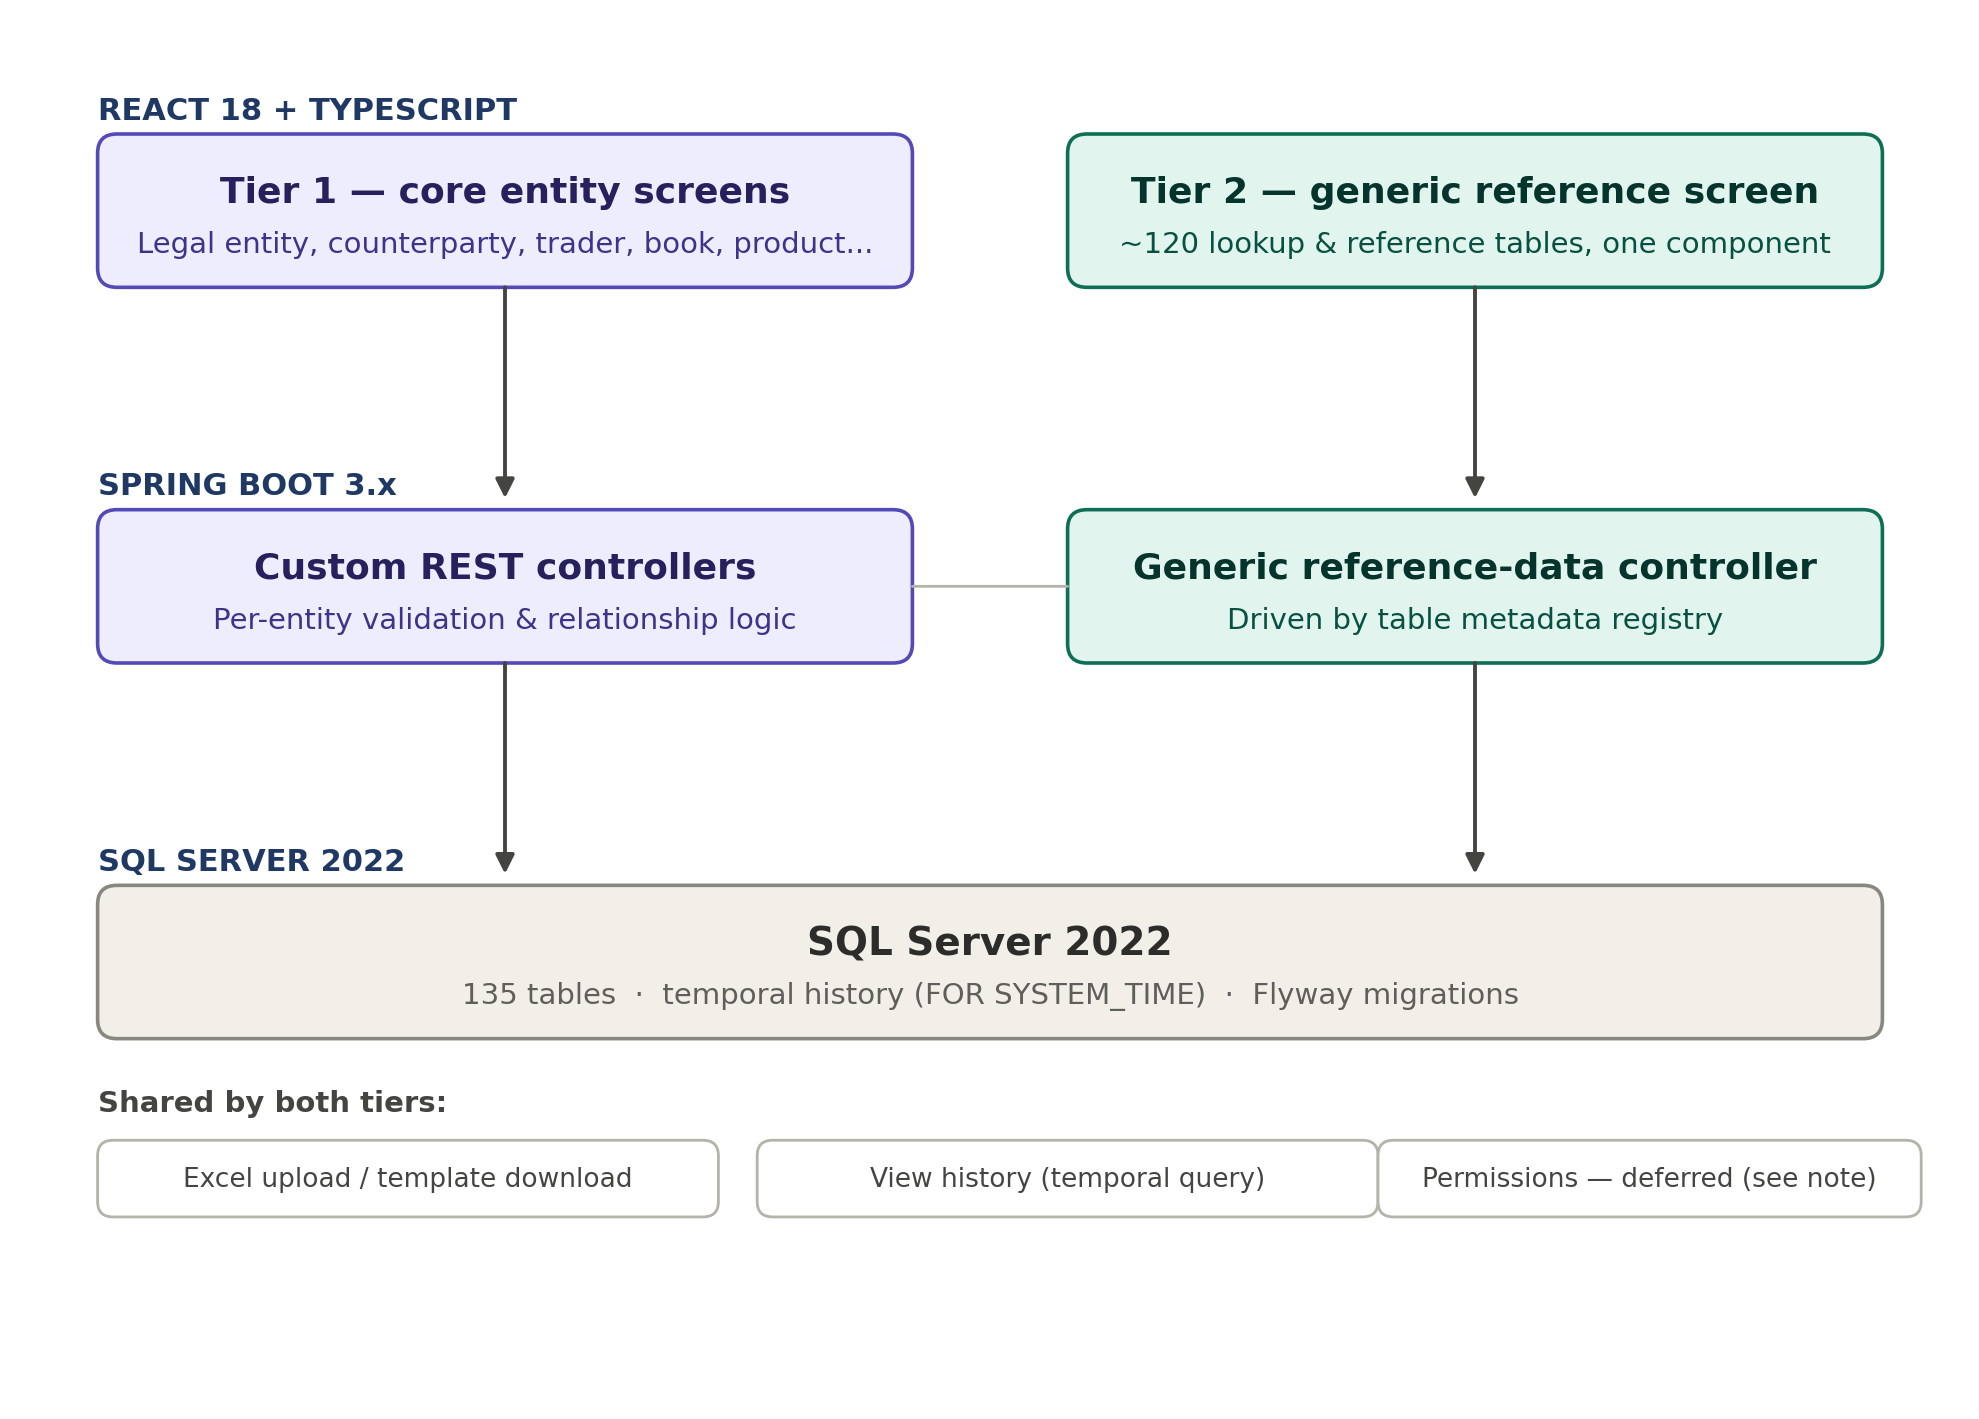 REACT 18 + TYPESCRIPT
Tier 1 — core entity screens
Legal entity, counterparty, trader, book, product...
Tier 2 — generic reference screen
~120 lookup & reference tables, one component
SPRING BOOT 3.x
Custom REST controllers
Per-entity validation & relationship logic
Generic reference-data controller
Driven by table metadata registry
SQL SERVER 2022
SQL Server 2022
135 tables · temporal history (FOR SYSTEM_TIME) · Flyway migrations
Shared by both tiers:
Excel upload / template download
View history (temporal query)
Permissions — deferred (see note)